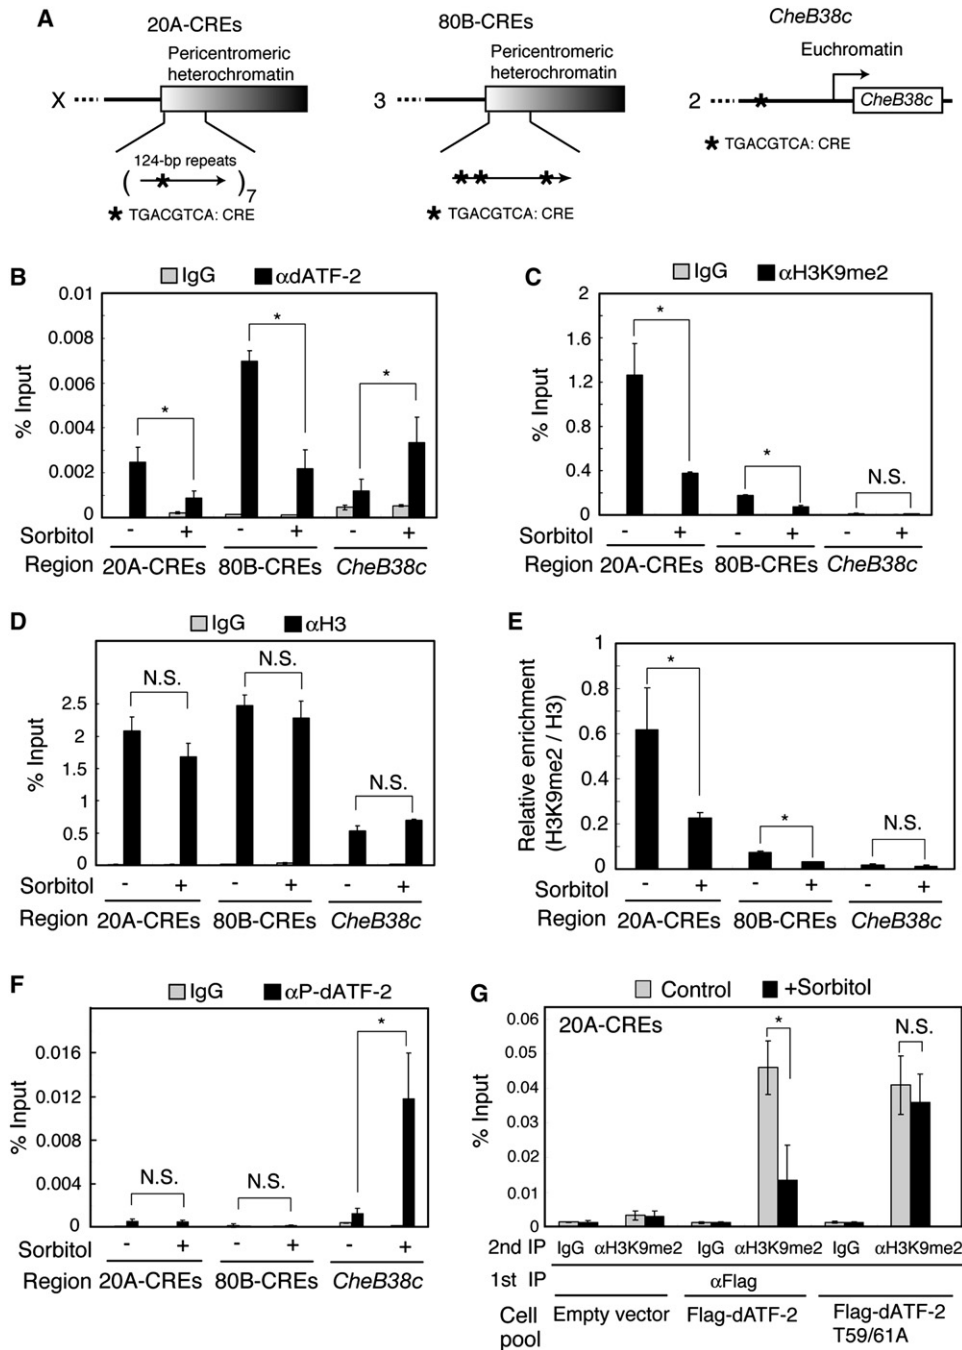 A
20A-CREs
Pericentromeric
heterochromatin
X
124-bp repeats
( )7
* TGACGTCA: CRE
80B-CREs
Pericentromeric
heterochromatin
3
* TGACGTCA: CRE
CheB38c
Euchromatin
2
CheB38c
* TGACGTCA: CRE
B
IgG αdATF-2
% Input
0.01
0.008
0.006
0.004
0.002
0
* * *
Sorbitol - + - + - +
Region 20A-CREs 80B-CREs CheB38c
C
IgG αH3K9me2
% Input
2
1.6
1.2
0.8
0.4
0
* * N.S.
Sorbitol - + - + - +
Region 20A-CREs 80B-CREs CheB38c
D
IgG αH3
% Input
2.5
2
1.5
1
0.5
0
N.S. N.S. N.S.
Sorbitol - + - + - +
Region 20A-CREs 80B-CREs CheB38c
E
Relative enrichment
(H3K9me2 / H3)
1
0.8
0.6
0.4
0.2
0
* * N.S.
Sorbitol - + - + - +
Region 20A-CREs 80B-CREs CheB38c
F
IgG αP-dATF-2
% Input
0.016
0.012
0.008
0.004
0
N.S. N.S. *
Sorbitol - + - + - +
Region 20A-CREs 80B-CREs CheB38c
G
Control +Sorbitol
20A-CREs
% Input
0.06
0.05
0.04
0.03
0.02
0.01
0
* N.S.
2nd IP IgG αH3K9me2 IgG αH3K9me2 IgG αH3K9me2
1st IP αFlag
Cell
pool
Empty vector Flag-dATF-2 Flag-dATF-2
T59/61A